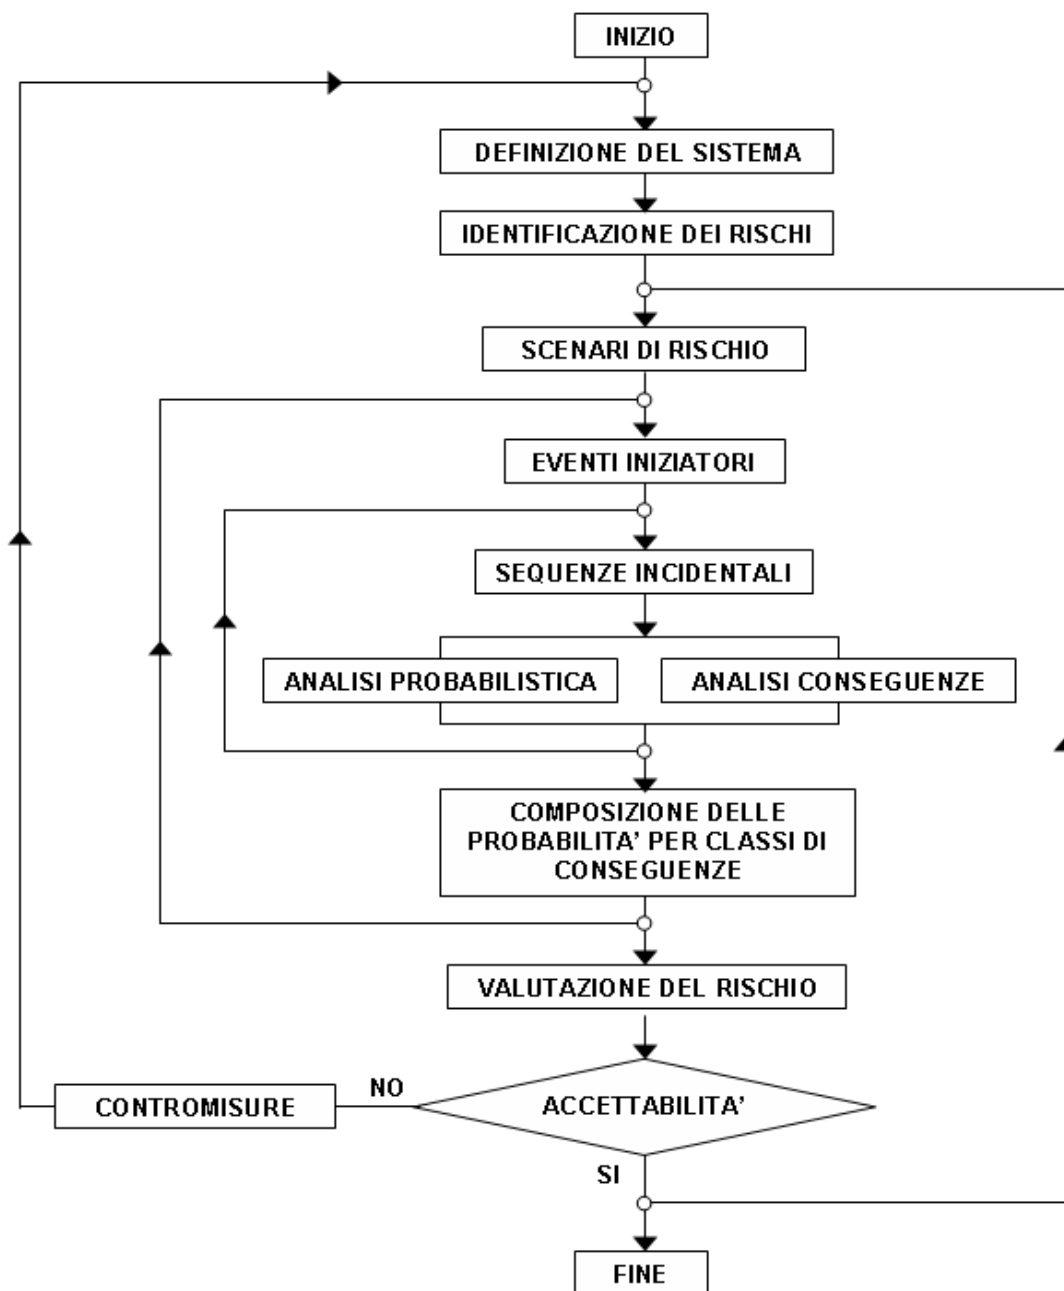 INIZIO
DEFINIZIONE DEL SISTEMA
IDENTIFICAZIONE DEI RISCHI
SCENARI DI RISCHIO
EVENTI INIZIATORI
SEQUENZE INCIDENTALI
ANALISI PROBABILISTICA
ANALISI CONSEGUENZE
COMPOSIZIONE DELLE
PROBABILITA’ PER CLASSI DI
CONSEGUENZE
VALUTAZIONE DEL RISCHIO
ACCETTABILITA’
NO
CONTROMISURE
SI
FINE